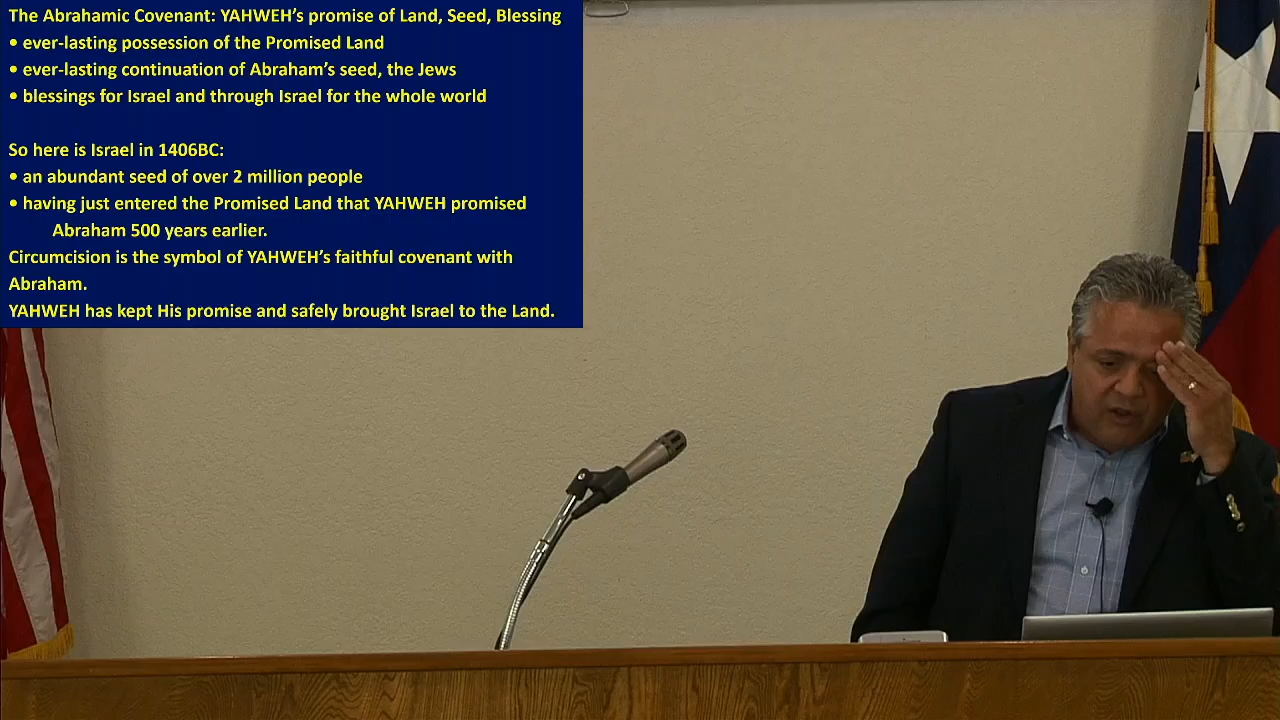 The Abrahamic Covenant: YAHWEH's promise of Land, Seed, Blessing
• ever-lasting possession of the Promised Land
• ever-lasting continuation of Abraham's seed, the Jews
• blessings for Israel and through Israel for the whole world
So here is Israel in 1406BC:
• an abundant seed of over 2 million people
• having just entered the Promised Land that YAHWEH promised
Abraham 500 years earlier.
Circumcision is the symbol of YAHWEH's faithful covenant with
Abraham.
YAHWEH has kept His promise and safely brought Israel to the Land.